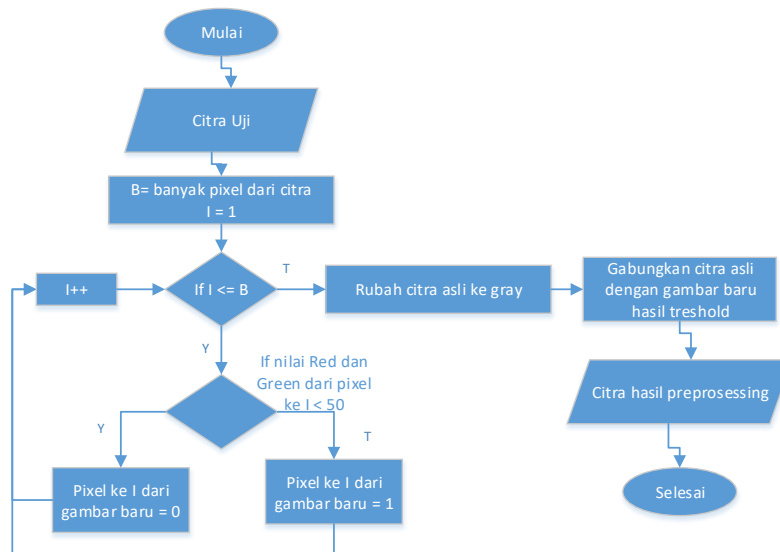 Mulai
Citra Uji
B= banyak pixel dari citra
I = 1
I++
If I <= B
T
Rubah citra asli ke gray
Gabungkan citra asli
dengan gambar baru
hasil treshold
Y
If nilai Red dan
Green dari pixel
ke I < 50
Citra hasil preprosessing
Y
T
Pixel ke I dari
gambar baru = 0
Pixel ke I dari
gambar baru = 1
Selesai